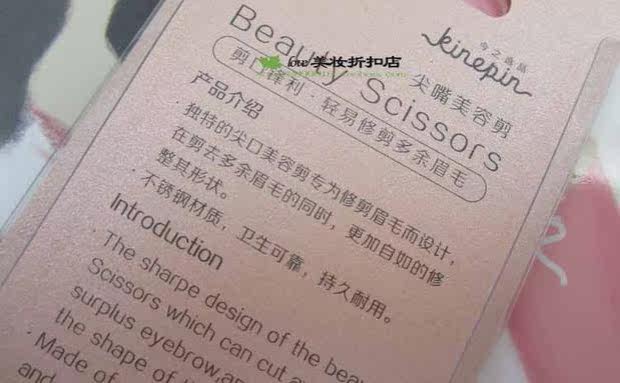 今之逸品
kinepin
尖嘴美容剪
Beauty Scissors
美妆折扣店
剪口锋利·轻易修剪多余眉毛
产品介绍
·独特的尖口美容剪专为修剪眉毛而设计，
在剪去多余眉毛的同时，更加自如的修
整其形状。
·不锈钢材质，卫生可靠，持久耐用。
Introduction
·The sharpe design of the beau
Scissors which can cut a
surplus eyebrow,a
the shape of t
·Made of
and